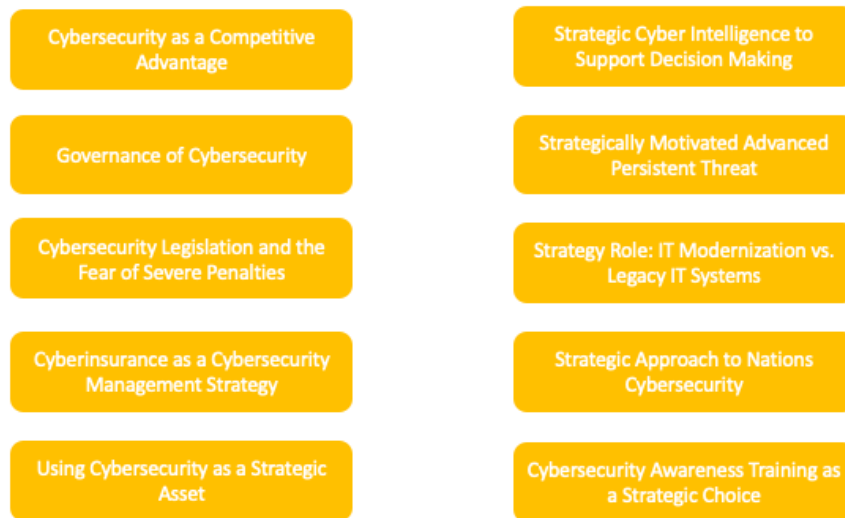 Cybersecurity as a Competitive
Advantage
Strategic Cyber Intelligence to
Support Decision Making
Governance of Cybersecurity
Strategically Motivated Advanced
Persistent Threat
Cybersecurity Legislation and the
Fear of Severe Penalties
Strategy Role: IT Modernization vs.
Legacy IT Systems
Cyberinsurance as a Cybersecurity
Management Strategy
Strategic Approach to Nations
Cybersecurity
Using Cybersecurity as a Strategic
Asset
Cybersecurity Awareness Training as
a Strategic Choice